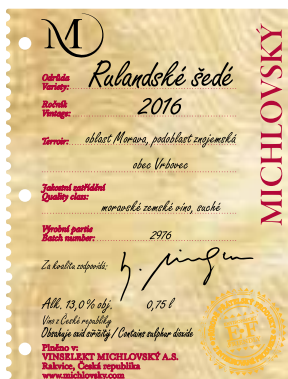 M
MICHLOVSKÝ
Odrůda
Variety: Rulandské šedé
Ročník
Vintage: 2016
Terroir: oblast Morava, podoblast znojemská
obec Vrbovec
Jakostní zatřídění
Quality class:
moravské zemské víno, suché
Výrobní partie
Batch number: 2976
Za kvalitu zodpovídá:
Alk. 13,0 % obj. 0,75 l
Víno z České republiky
Obsahuje oxid siřičitý / Contains sulphur dioxide
Plněno v:
VINSELEKT MICHLOVSKÝ A.S.
Rakvice, Česká republika
www.michlovsky.com